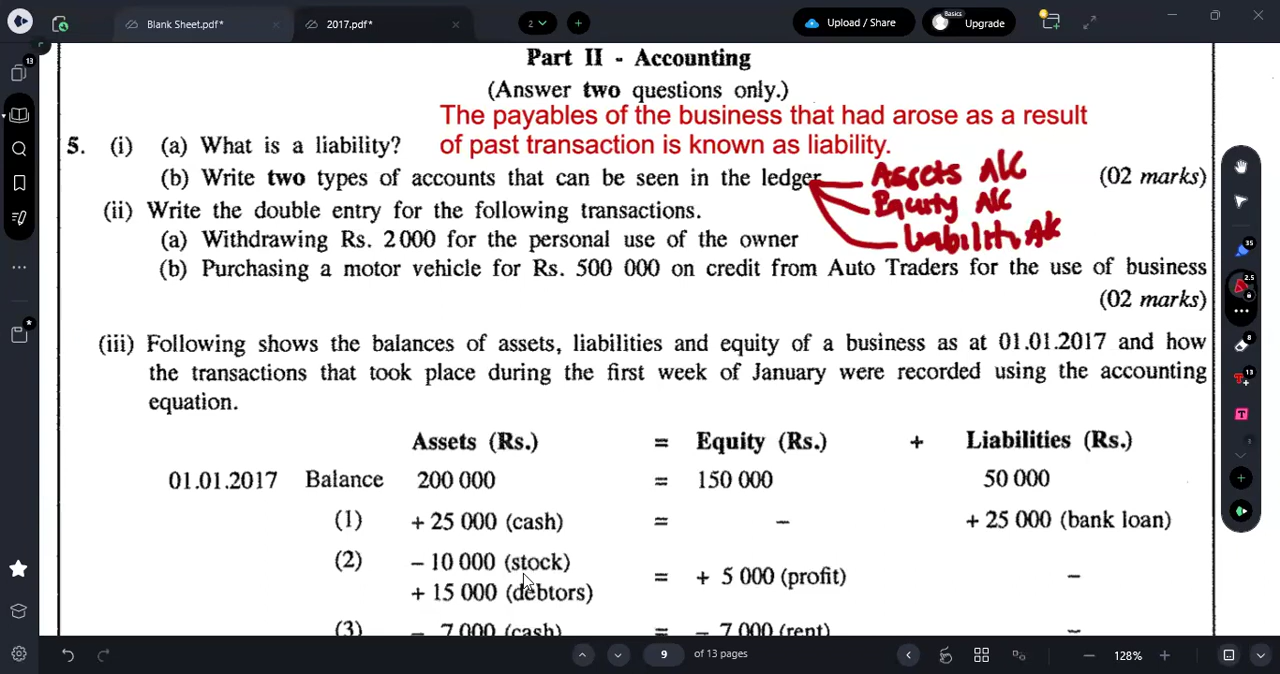 Blank Sheet.pdf*
2017.pdf*
2
Upload / Share
Basics
Upgrade
Part II - Accounting
(Answer two questions only.)
The payables of the business that had arose as a result
of past transaction is known as liability.
5. (i) (a) What is a liability?
(b) Write two types of accounts that can be seen in the ledger
(02 marks)
Assets A/C
Equity A/C
Liability A/C
(ii) Write the double entry for the following transactions.
(a) Withdrawing Rs. 2 000 for the personal use of the owner
(b) Purchasing a motor vehicle for Rs. 500 000 on credit from Auto Traders for the use of business
(02 marks)
(iii) Following shows the balances of assets, liabilities and equity of a business as at 01.01.2017 and how
the transactions that took place during the first week of January were recorded using the accounting
equation.
Assets (Rs.) = Equity (Rs.) + Liabilities (Rs.)
01.01.2017 Balance 200 000 = 150 000 50 000
(1) + 25 000 (cash) = – + 25 000 (bank loan)
(2) – 10 000 (stock)
+ 15 000 (debtors) = + 5 000 (profit) –
(3) – 7 000 (cash) = – 7 000 (rent) –
9 of 13 pages
128%
13
35
2.5
8
13